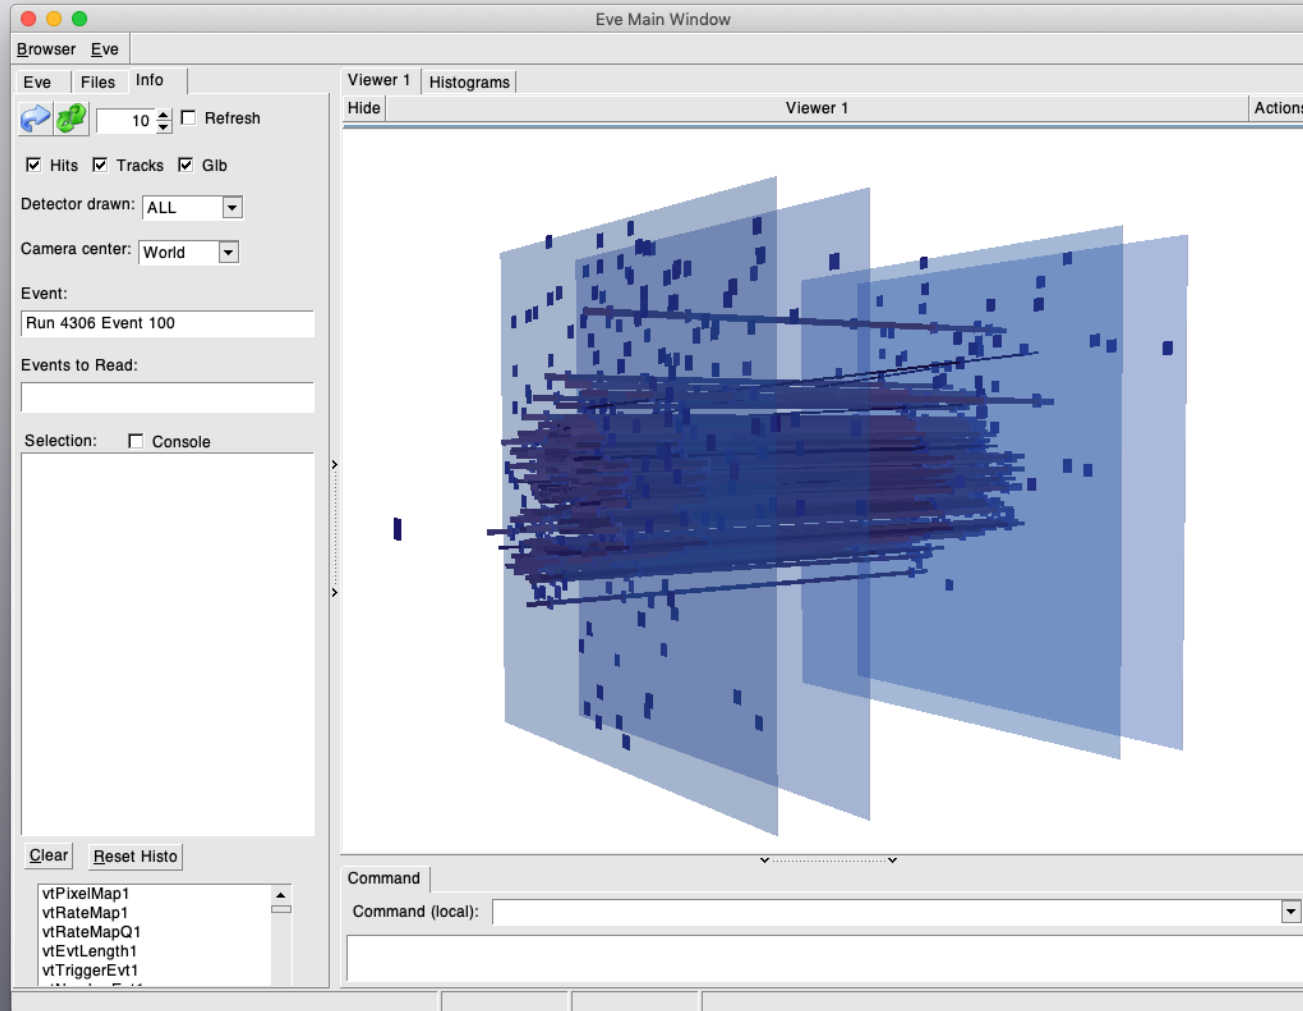 Eve Main Window
Browser Eve
Eve Files Info
Viewer 1 Histograms
Hide Viewer 1 Actions
10 Refresh
Hits Tracks Glb
Detector drawn: ALL
Camera center: World
Event:
Run 4306 Event 100
Events to Read:
Selection: Console
Clear Reset Histo
vtPixelMap1
vtRateMap1
vtRateMapQ1
vtEvtLength1
vtTriggerEvt1
Command
Command (local):